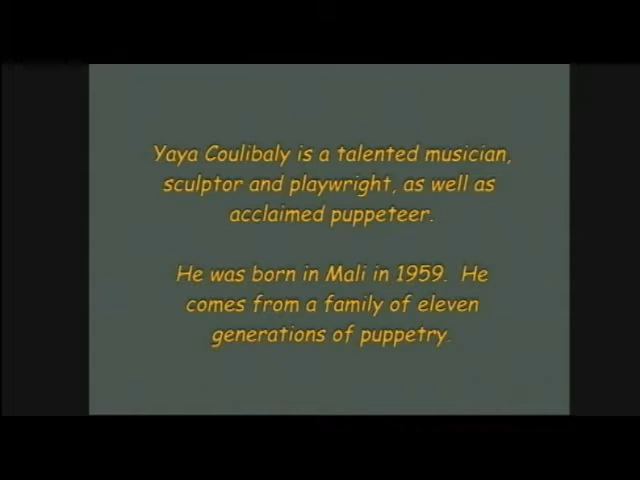 Yaya Coulibaly is a talented musician,
sculptor and playwright, as well as
acclaimed puppeteer.
He was born in Mali in 1959. He
comes from a family of eleven
generations of puppetry.